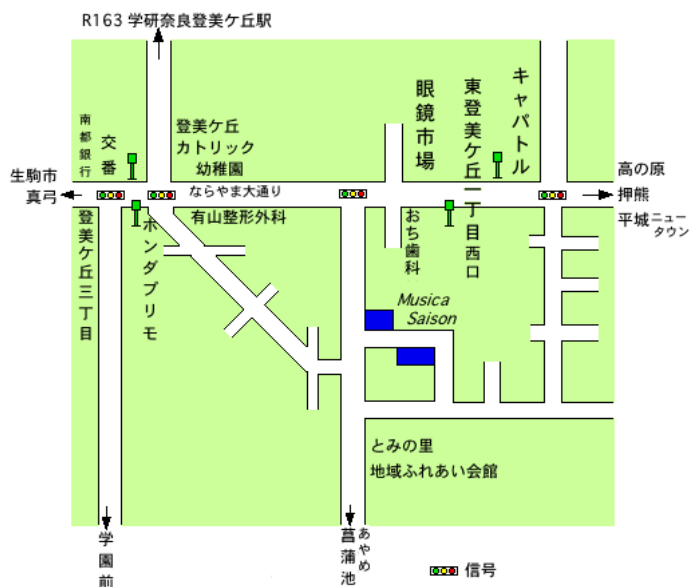 R163 学研奈良登美ケ丘駅
南都銀行
交番
登美ケ丘
カトリック
幼稚園
眼鏡市場
東登美ケ丘一丁目西口
キャパトル
生駒市
真弓
ならやま大通り
高の原
押熊
平城ニュータウン
登美ケ丘三丁目
ホンダプリモ
有山整形外科
おち歯科
Musica
Saison
とみの里
地域ふれあい会館
学園前
菖蒲池
あやめ
信号